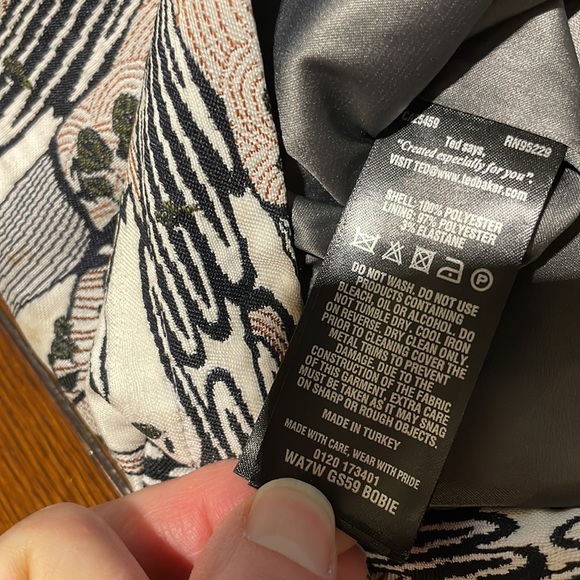 RN95229
Ted says,
"Created especially for you."
VISIT TED@WWW.tedbaker.com
SHELL: 100% POLYESTER
LINING: 97% POLYESTER
3% ELASTANE
DO NOT WASH. DO NOT USE
PRODUCTS CONTAINING
BLEACH, OIL OR ALCOHOL. DO
NOT TUMBLE DRY. COOL IRON
ON REVERSE. DRY CLEAN ONLY
PRIOR TO CLEANING COVER THE
METAL TRIMS TO PREVENT
DAMAGE. DUE TO THE
CONSTRUCTION OF THE FABRIC
OF THIS GARMENT, EXTRA CARE
MUST BE TAKEN AS IT MAY SNAG
ON SHARP OR ROUGH OBJECTS.
MADE IN TURKEY
MADE WITH CARE, WEAR WITH PRIDE
0120 173401
WA7W GS59 BOBIE